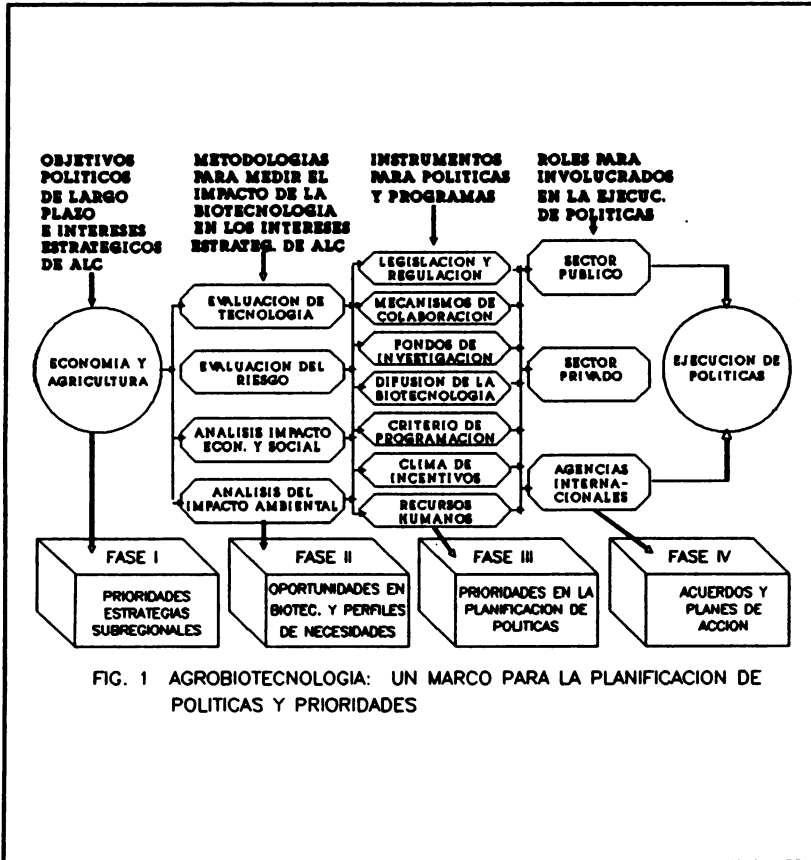 OBJETIVOS
POLITICOS
DE LARGO
PLAZO
E INTERESES
ESTRATEGICOS
DE ALC
METODOLOGIAS
PARA MEDIR EL
IMPACTO DE LA
BIOTECNOLOGIA
EN LOS INTERESES
ESTRATEG. DE ALC
INSTRUMENTOS
PARA POLITICAS
Y PROGRAMAS
ROLES PARA
INVOLUCRADOS
EN LA EJECUC.
DE POLITICAS
ECONOMIA Y
AGRICULTURA
EVALUACION DE
TECNOLOGIA
EVALUACION DEL
RIESGO
ANALISIS IMPACTO
ECON. Y SOCIAL
ANALISIS DEL
IMPACTO AMBIENTAL
LEGISLACION Y
REGULACION
MECANISMOS DE
COLABORACION
FONDOS DE
INVESTIGACION
DIFUSION DE LA
BIOTECNOLOGIA
CRITERIO DE
PROGRAMACION
CLIMA DE
INCENTIVOS
RECURSOS
HUMANOS
SECTOR
PUBLICO
SECTOR
PRIVADO
AGENCIAS
INTERNA-
CIONALES
EJECUCION DE
POLITICAS
FASE I
PRIORIDADES
ESTRATEGIAS
SUBREGIONALES
FASE II
OPORTUNIDADES EN
BIOTEC. Y PERFILES
DE NECESIDADES
FASE III
PRIORIDADES EN LA
PLANIFICACION DE
POLITICAS
FASE IV
ACUERDOS Y
PLANES DE
ACCION
FIG. 1 AGROBIOTECNOLOGIA: UN MARCO PARA LA PLANIFICACION DE
POLITICAS Y PRIORIDADES